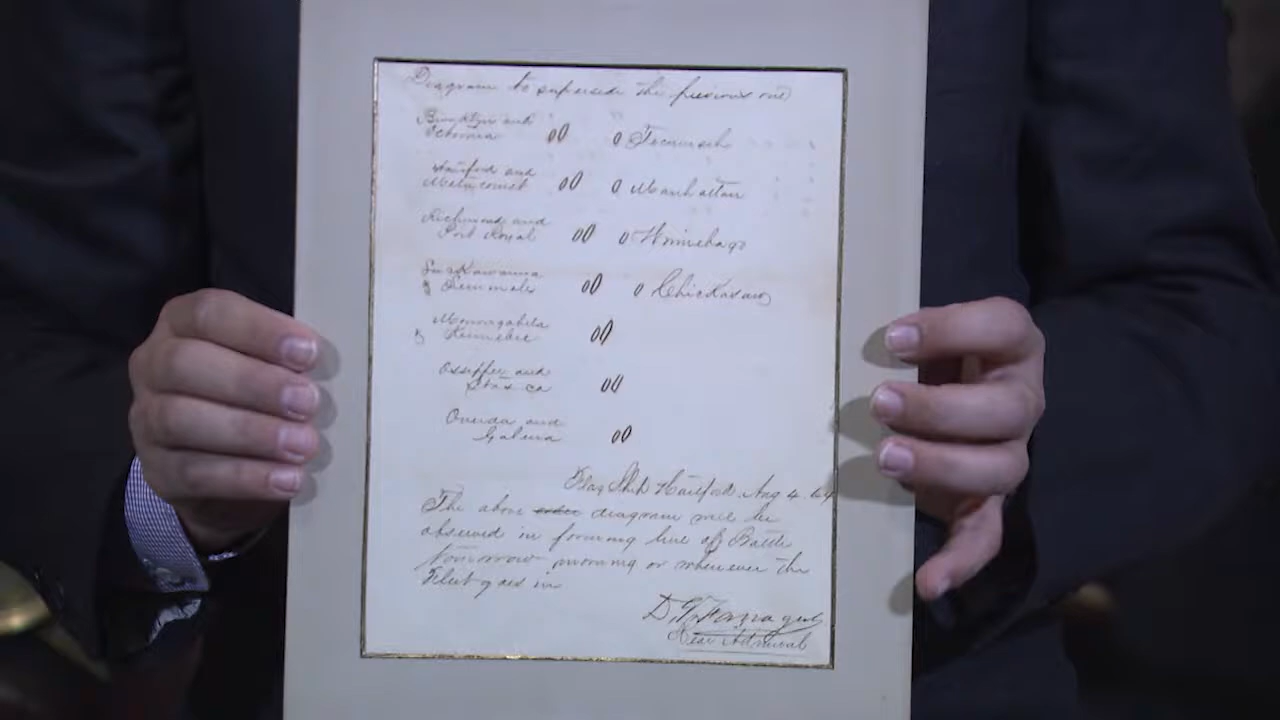 Diagram to supersede the previous one
Brooklyn and
Octorara 00 0 Tecumseh
Hartford and
Metacomet 00 0 Manhattan
Richmond and
Port Royal 00 0 Winnebago
& Seminole 00 0 Chickasaw
Monongahela
& Kennebec 00
Ossipee and
Itasca 00
Oneida and
Galena 00
Flag Ship Hartford Aug 4. 64
The above order diagram will be
observed in forming line of Battle
tomorrow morning or whenever the
Fleet goes in
D. G. Farragut
Rear Admiral